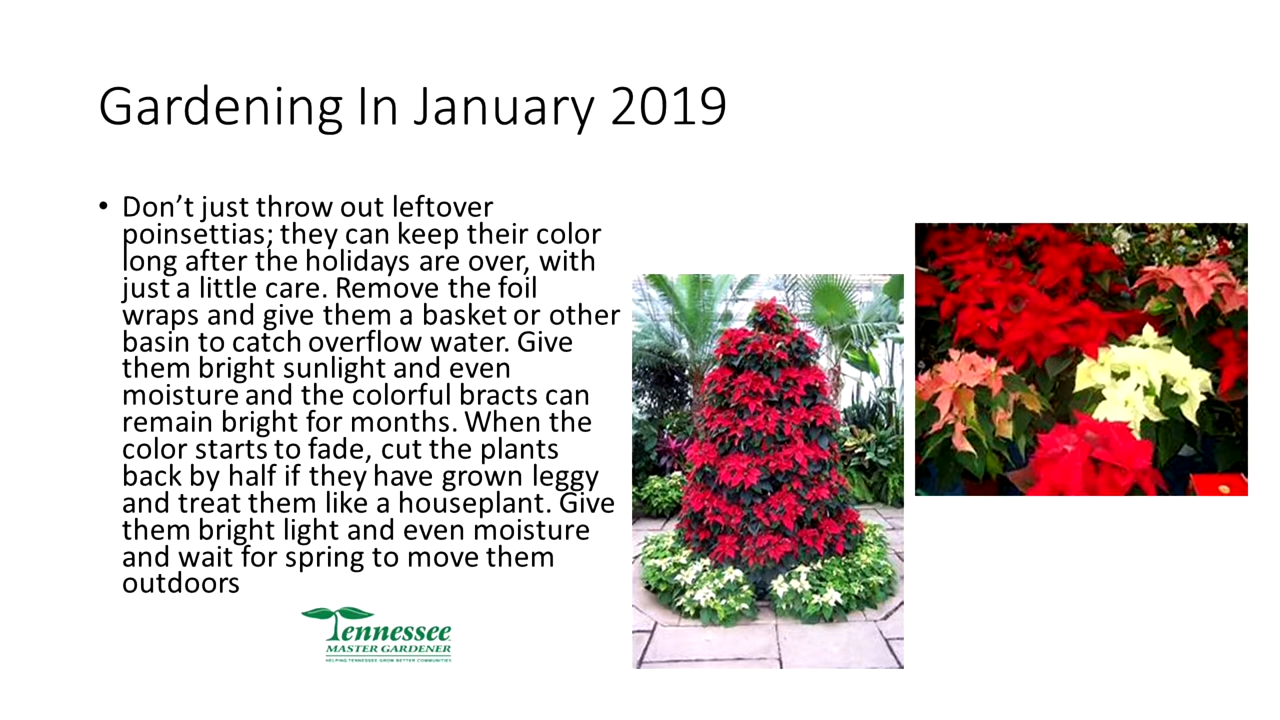 Gardening In January 2019
• Don’t just throw out leftover
poinsettias; they can keep their color
long after the holidays are over, with
just a little care. Remove the foil
wraps and give them a basket or other
basin to catch overflow water. Give
them bright sunlight and even
moisture and the colorful bracts can
remain bright for months. When the
color starts to fade, cut the plants
back by half if they have grown leggy
and treat them like a houseplant. Give
them bright light and even moisture
and wait for spring to move them
outdoors
Tennessee
MASTER GARDENER
HELPING TENNESSEE GROW BETTER COMMUNITIES